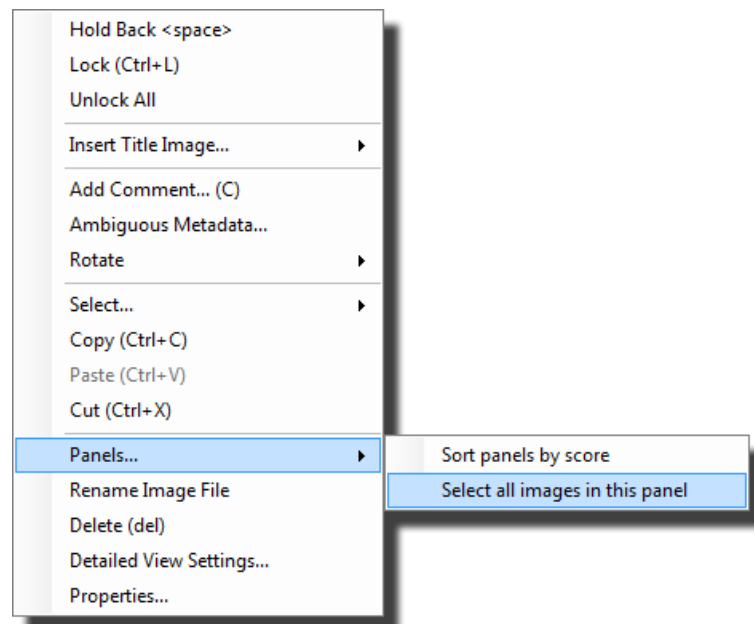 Hold Back <space>
Lock (Ctrl+L)
Unlock All
Insert Title Image...
Add Comment... (C)
Ambiguous Metadata...
Rotate
Select...
Copy (Ctrl+C)
Paste (Ctrl+V)
Cut (Ctrl+X)
Panels...
Sort panels by score
Rename Image File
Select all images in this panel
Delete (del)
Detailed View Settings...
Properties...